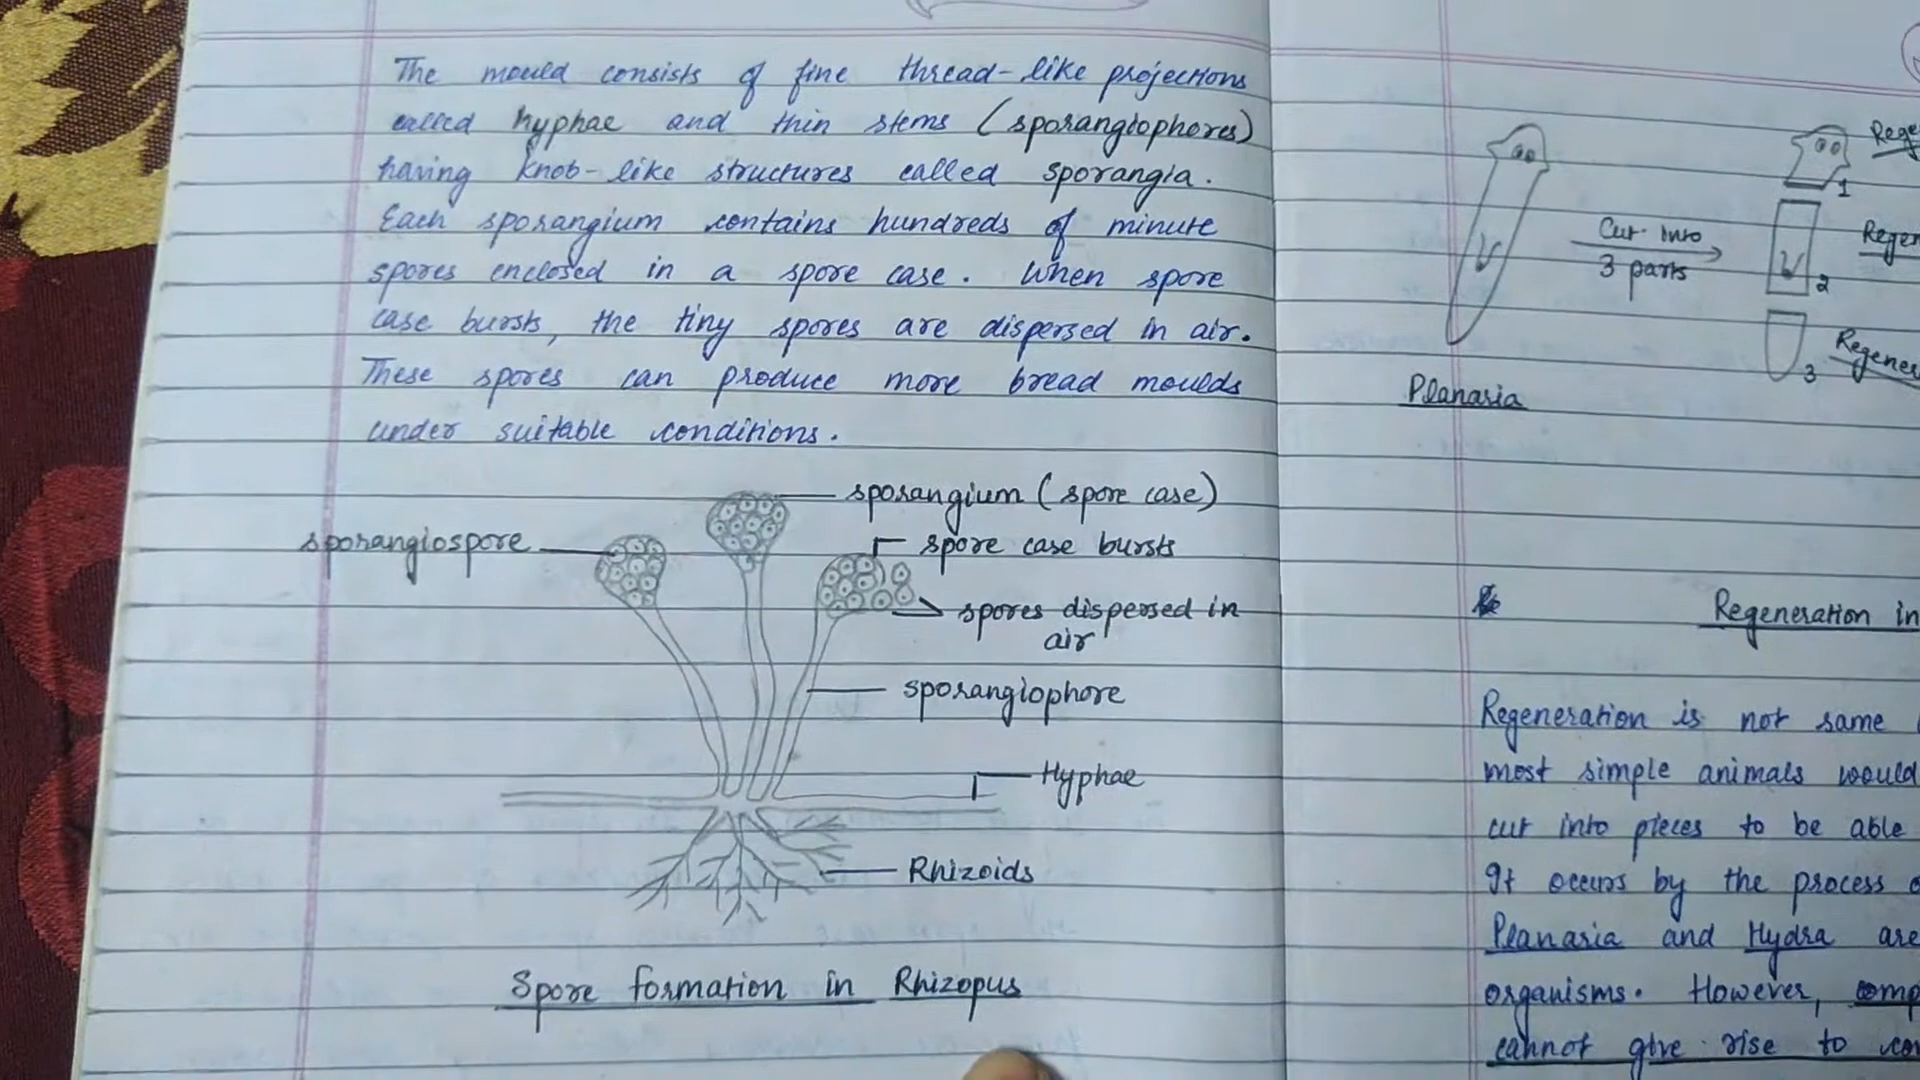 The mould consists of fine thread-like projections
called hyphae and thin stems (sporangiophores)
having knob-like structures called sporangia.
Each sporangium contains hundreds of minute
spores enclosed in a spore case. When spore
case bursts, the tiny spores are dispersed in air.
These spores can produce more bread moulds
under suitable conditions.
sporangium (spore case)
sporangiospore
spore case bursts
spores dispersed in
air
sporangiophore
Hyphae
Rhizoids
Spore formation in Rhizopus
Cut into
3 parts
1
2
3
Planaria
Regeneration in
Regeneration is not same
most simple animals would
cut into pieces to be able
It occurs by the process
Planaria and Hydra are
organisms. However,
cannot give rise to